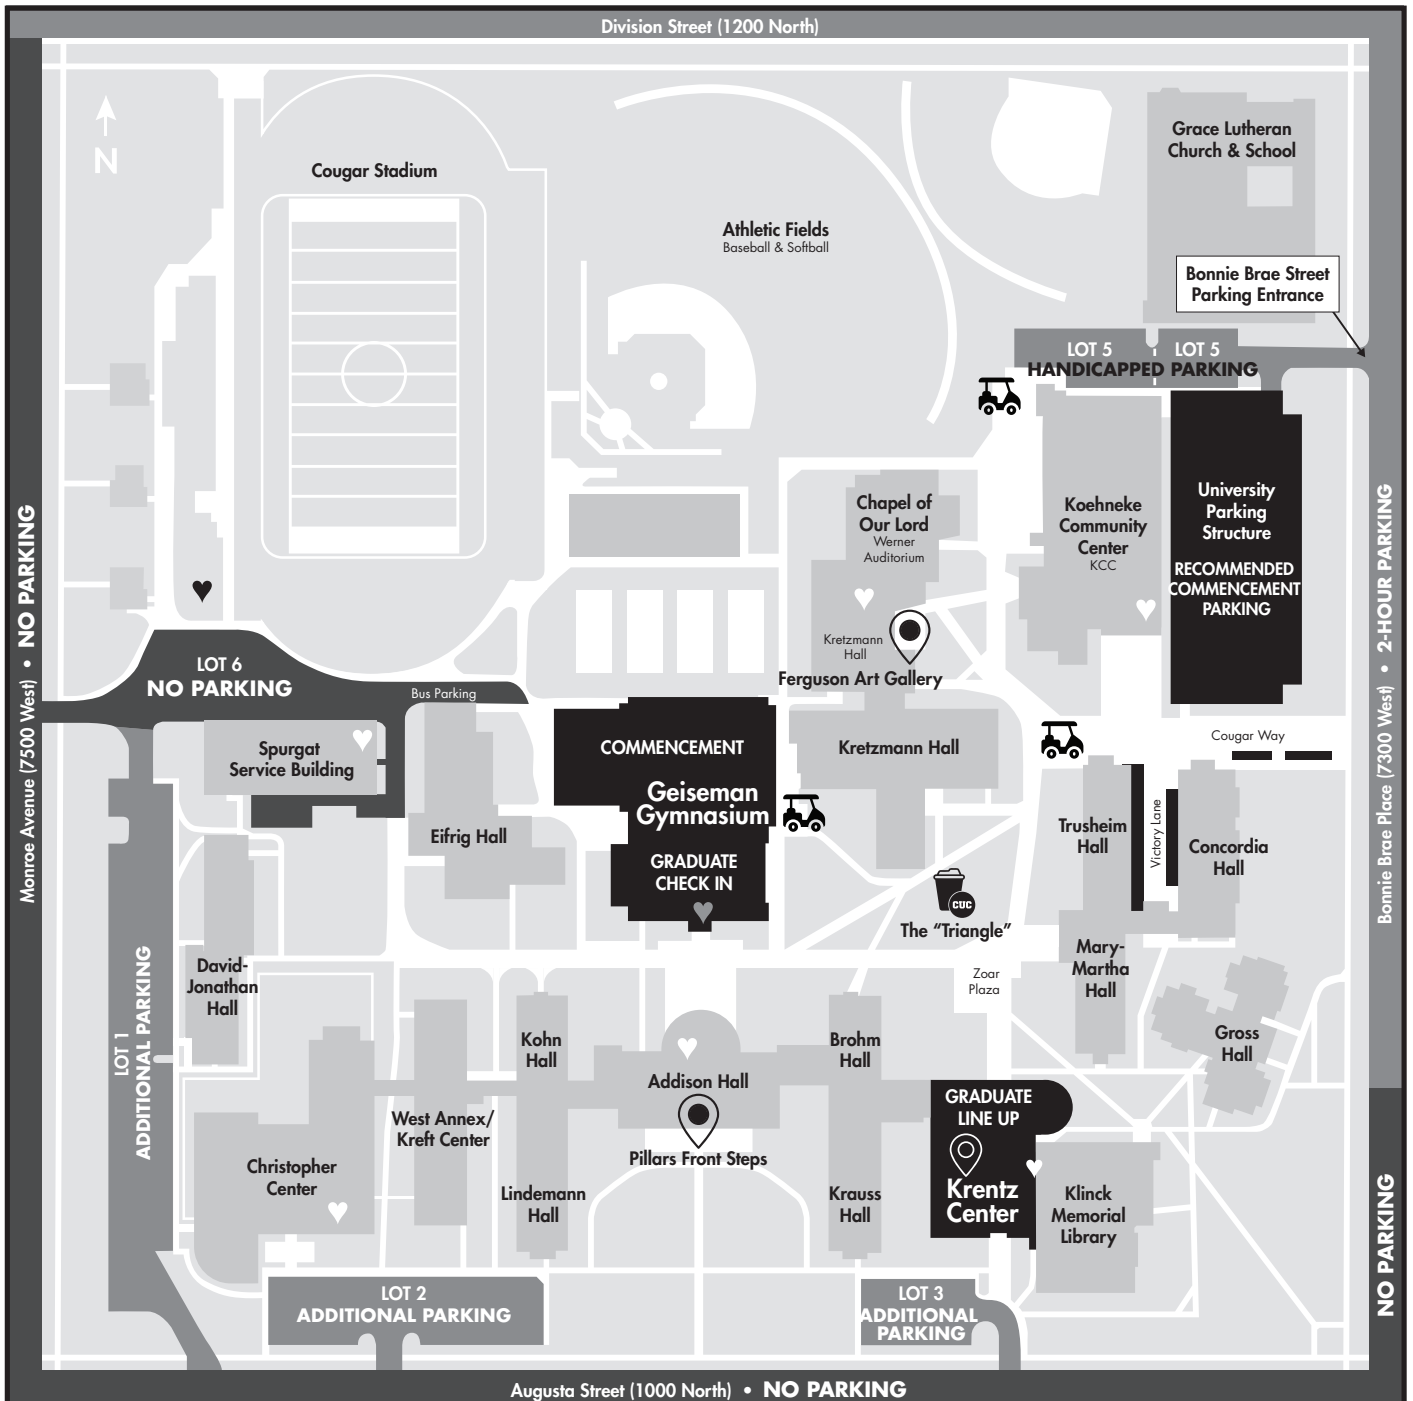 Division Street (1200 North)
N
Cougar Stadium
Athletic Fields
Baseball & Softball
Grace Lutheran
Church & School
Bonnie Brae Street
Parking Entrance
LOT 5
LOT 5
HANDICAPPED PARKING
Chapel of
Our Lord
Werner
Auditorium
Koehneke
Community
Center
KCC
University
Parking
Structure
RECOMMENDED
COMMENCEMENT
PARKING
Monroe Avenue (7500 West) • NO PARKING
Bonnie Brae Place (7300 West) • 2-HOUR PARKING
Kretzmann
Hall
Ferguson Art Gallery
LOT 6
NO PARKING
Bus Parking
Spurgat
Service Building
COMMENCEMENT
Geiseman
Gymnasium
GRADUATE
CHECK IN
Kretzmann Hall
Cougar Way
Eifrig Hall
Trusheim
Hall
Victory Lane
Concordia
Hall
CUC
The “Triangle”
LOT 1
ADDITIONAL PARKING
David-
Jonathan
Hall
Zoar
Plaza
Mary-
Martha
Hall
Gross
Hall
Kohn
Hall
Addison Hall
Brohm
Hall
West Annex/
Kreft Center
Pillars Front Steps
GRADUATE
LINE UP
Krentz
Center
Christopher
Center
Lindemann
Hall
Krauss
Hall
Klinck
Memorial
Library
NO PARKING
LOT 2
ADDITIONAL PARKING
LOT 3
ADDITIONAL
PARKING
Augusta Street (1000 North) • NO PARKING